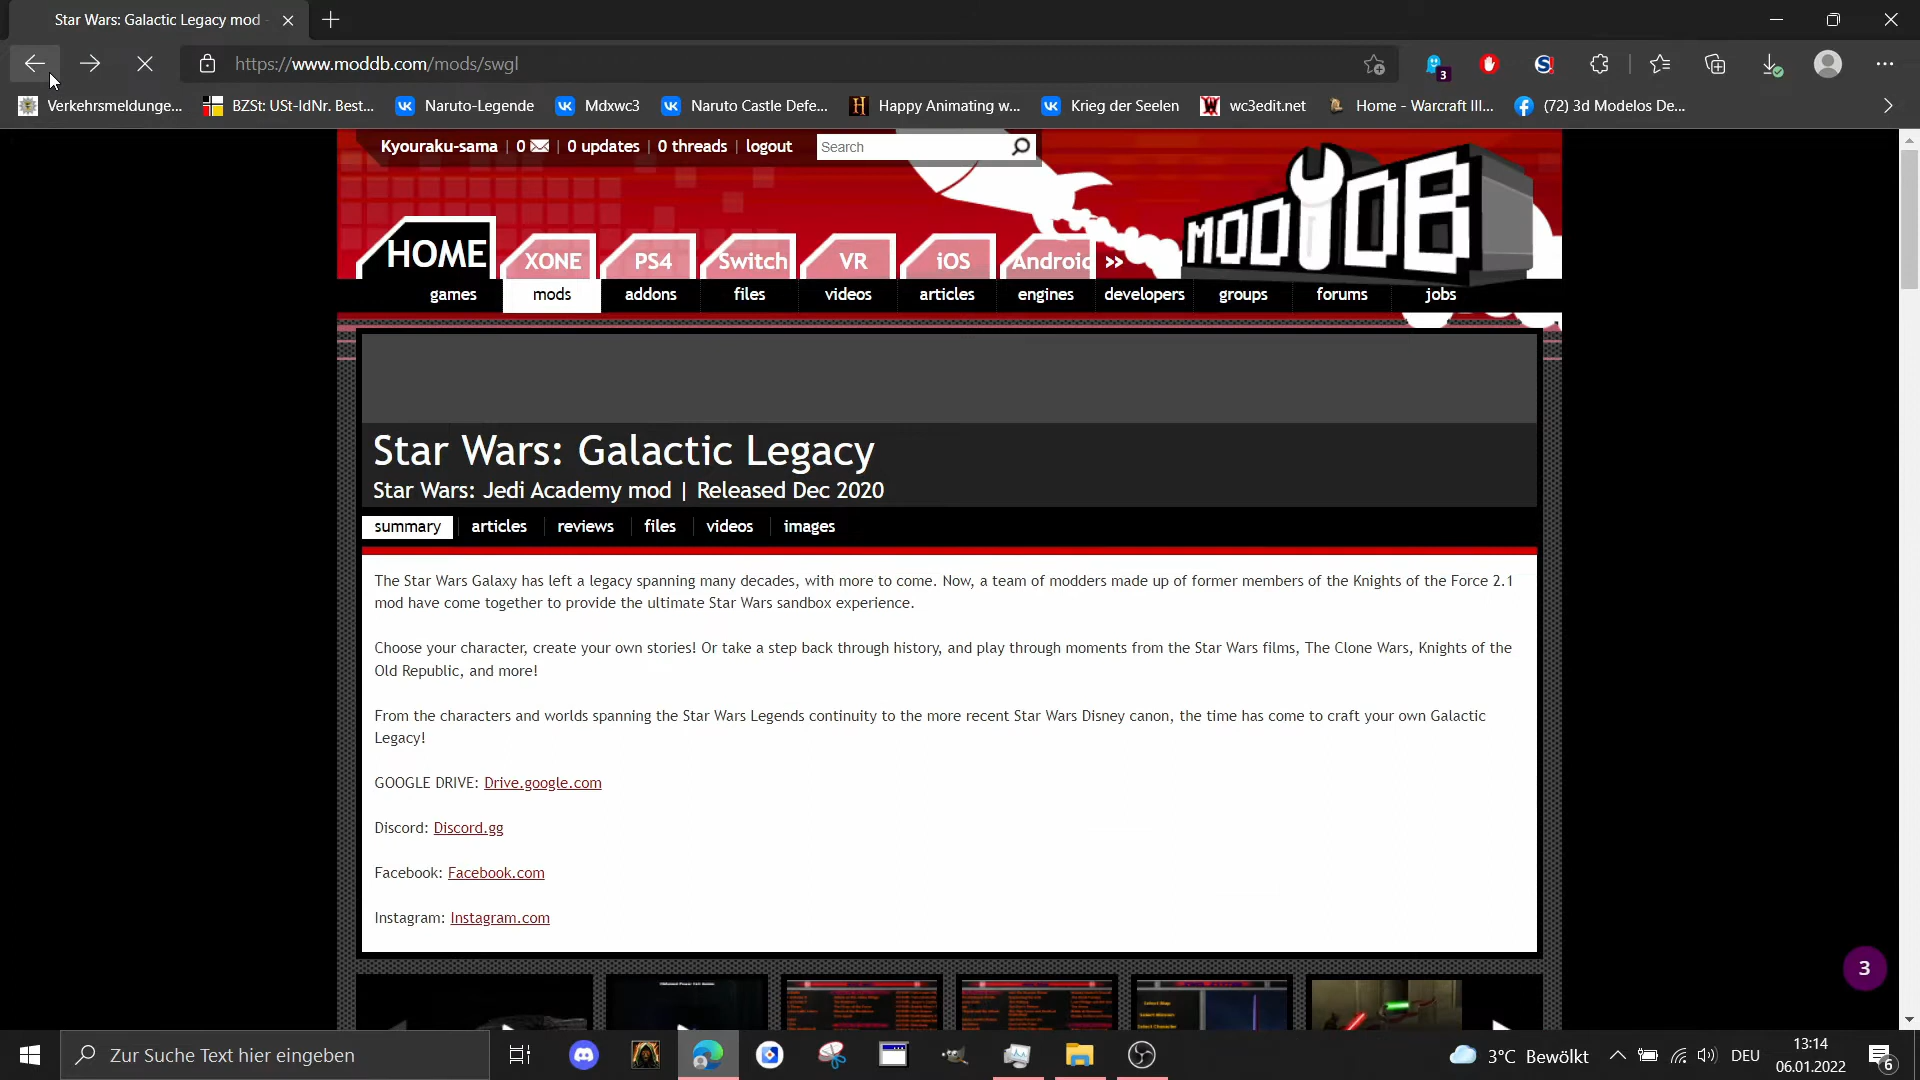 Star Wars: Galactic Legacy mod -
https://www.moddb.com/mods/swgl
3
Verkehrsmeldunge...
BZSt: USt-IdNr. Best...
Naruto-Legende
Mdxwc3
Naruto Castle Defe...
Happy Animating w...
Krieg der Seelen
wc3edit.net
Home - Warcraft III...
(72) 3d Modelos De...
Kyouraku-sama | 0 | 0 updates | 0 threads | logout
Search
MODDB
HOME
XONE
PS4
Switch
VR
iOS
Android
»
games
mods
addons
files
videos
articles
engines
developers
groups
forums
jobs
Star Wars: Galactic Legacy
Star Wars: Jedi Academy mod | Released Dec 2020
summary
articles
reviews
files
videos
images
The Star Wars Galaxy has left a legacy spanning many decades, with more to come. Now, a team of modders made up of former members of the Knights of the Force 2.1
mod have come together to provide the ultimate Star Wars sandbox experience.
Choose your character, create your own stories! Or take a step back through history, and play through moments from the Star Wars films, The Clone Wars, Knights of the
Old Republic, and more!
From the characters and worlds spanning the Star Wars Legends continuity to the more recent Star Wars Disney canon, the time has come to craft your own Galactic
Legacy!
GOOGLE DRIVE: Drive.google.com
Discord: Discord.gg
Facebook: Facebook.com
Instagram: Instagram.com
3
Select Map
Zur Suche Text hier eingeben
3°C Bewölkt
DEU
13:14
06.01.2022
6